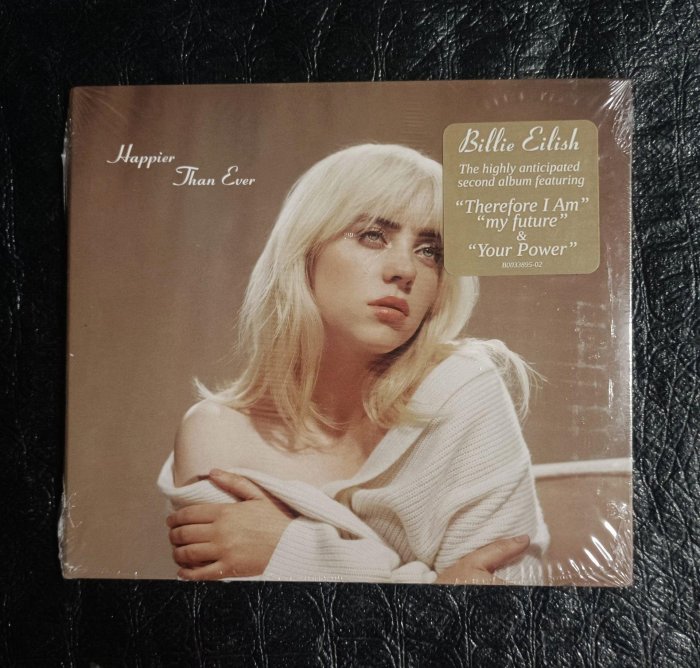 Happier
Than Ever
Billie Eilish
The highly anticipated
second album featuring
“Therefore I Am”
“my future”
&
“Your Power”
B0033895-02